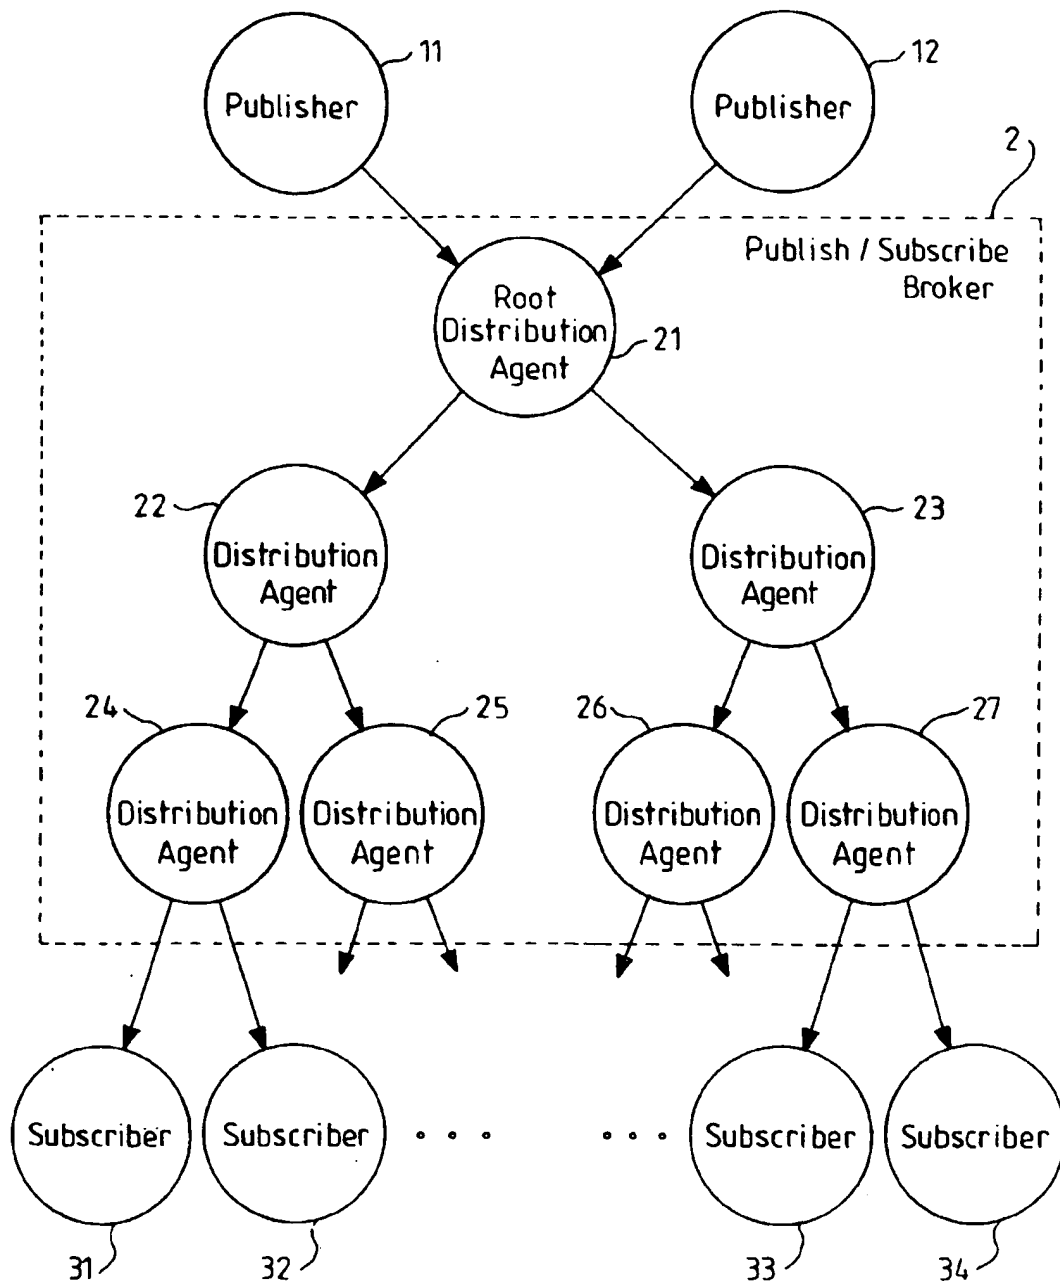 11
12
Publisher
Publisher
2
Publish / Subscribe
Broker
Root
Distribution
Agent
21
22
23
Distribution
Agent
Distribution
Agent
24
25
26
27
Distribution
Agent
Distribution
Agent
Distribution
Agent
Distribution
Agent
Subscriber
Subscriber
Subscriber
Subscriber
31
32
33
34